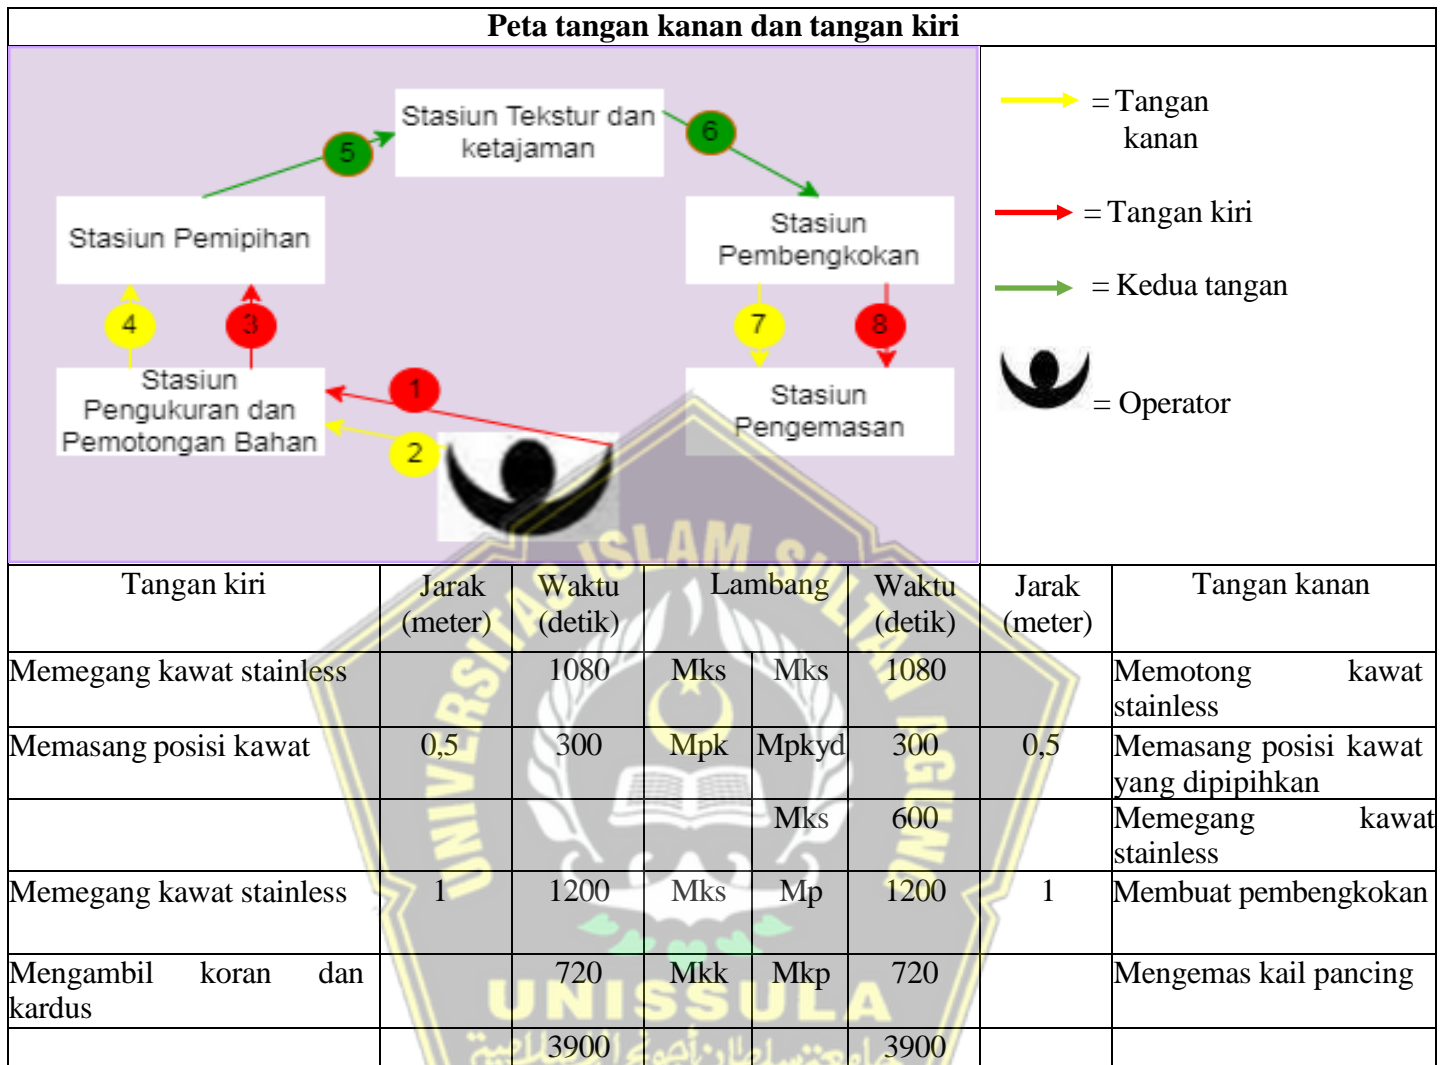 Peta tangan kanan dan tangan kiri
Stasiun Tekstur dan
ketajaman
5
6
Stasiun Pemipihan
Stasiun
Pembengkokan
4
3
7
8
Stasiun
Pengukuran dan
Pemotongan Bahan
1
2
Stasiun
Pengemasan
= Tangan
kanan
= Tangan kiri
= Kedua tangan
= Operator
Tangan kiri Jarak Waktu Lambang Waktu Jarak Tangan kanan
(meter) (detik) (detik) (meter)
Memegang kawat stainless 1080 Mks Mks 1080 Memotong kawat
stainless
Memasang posisi kawat 0,5 300 Mpk Mpkyd 300 0,5 Memasang posisi kawat
yang dipipihkan
Mks 600 Memegang kawat
stainless
Memegang kawat stainless 1 1200 Mks Mp 1200 1 Membuat pembengkokan
Mengambil koran dan 720 Mkk Mkp 720 Mengemas kail pancing
kardus
3900 3900
UNIVERSITAS ISLAM SULTAN AGUNG
UNISSULA